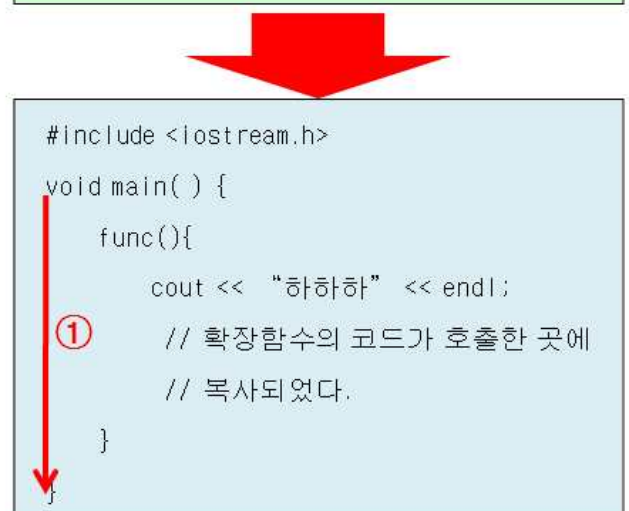 #include <iostream.h>
void main( ) {
func(){
cout << “하하하” << endl;
① // 확장함수의 코드가 호출한 곳에
// 복사되었다.
}
}